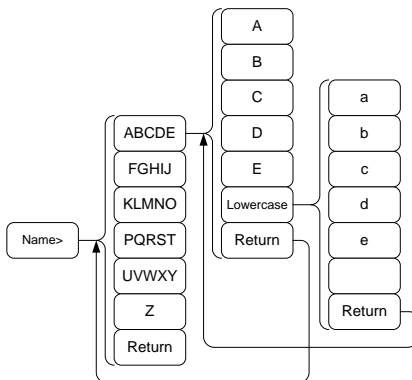 Name>
ABCDE
FGHIJ
KLMNO
PQRST
UVWXY
Z
Return
A
B
C
D
E
Lowercase
Return
a
b
c
d
e
Return